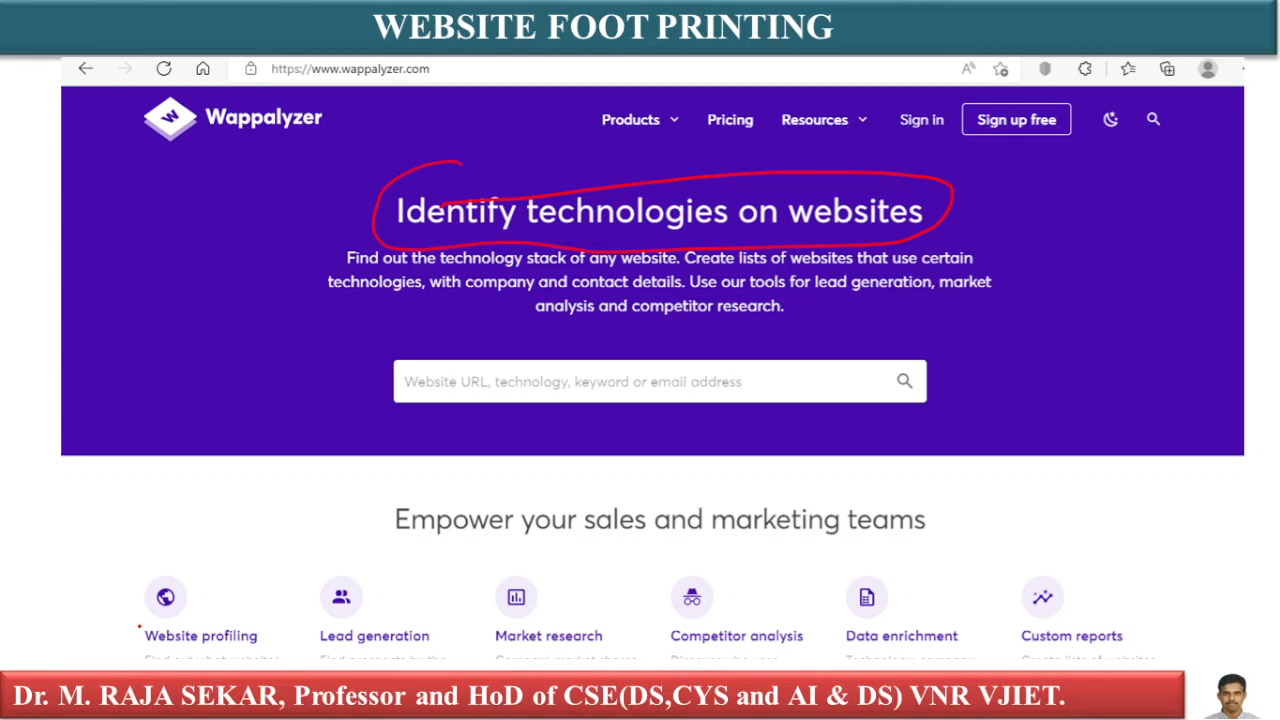 WEBSITE FOOT PRINTING
https://www.wappalyzer.com
W Wappalyzer Products Pricing Resources Sign in Sign up free
Identify technologies on websites
Find out the technology stack of any website. Create lists of websites that use certain
technologies, with company and contact details. Use our tools for lead generation, market
analysis and competitor research.
Website URL, technology, keyword or email address
Empower your sales and marketing teams
Website profiling Lead generation Market research Competitor analysis Data enrichment Custom reports
Dr. M. RAJA SEKAR, Professor and HoD of CSE(DS,CYS and AI & DS) VNR VJIET.